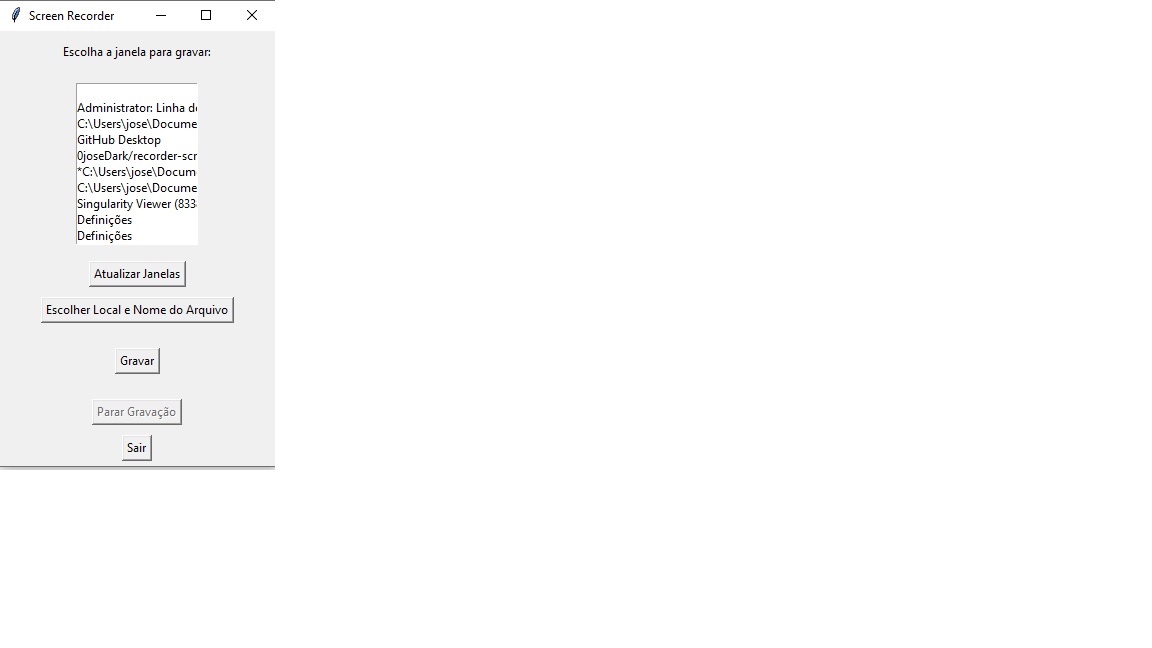 Screen Recorder
Escolha a janela para gravar:
Administrator: Linha d
C:\Users\jose\Docume
GitHub Desktop
0joseDark/recorder-scr
*C:\Users\jose\Docum
C:\Users\jose\Docume
Singularity Viewer (833
Definições
Definições
Atualizar Janelas
Escolher Local e Nome do Arquivo
Gravar
Parar Gravação
Sair